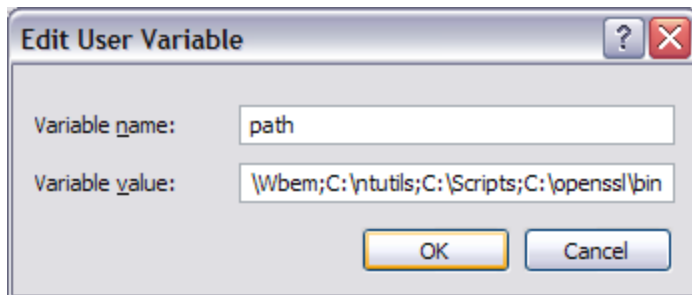 Edit User Variable
Variable name: path
Variable value: \Wbem;C:\ntutils;C:\Scripts;C:\openssl\bin
OK Cancel